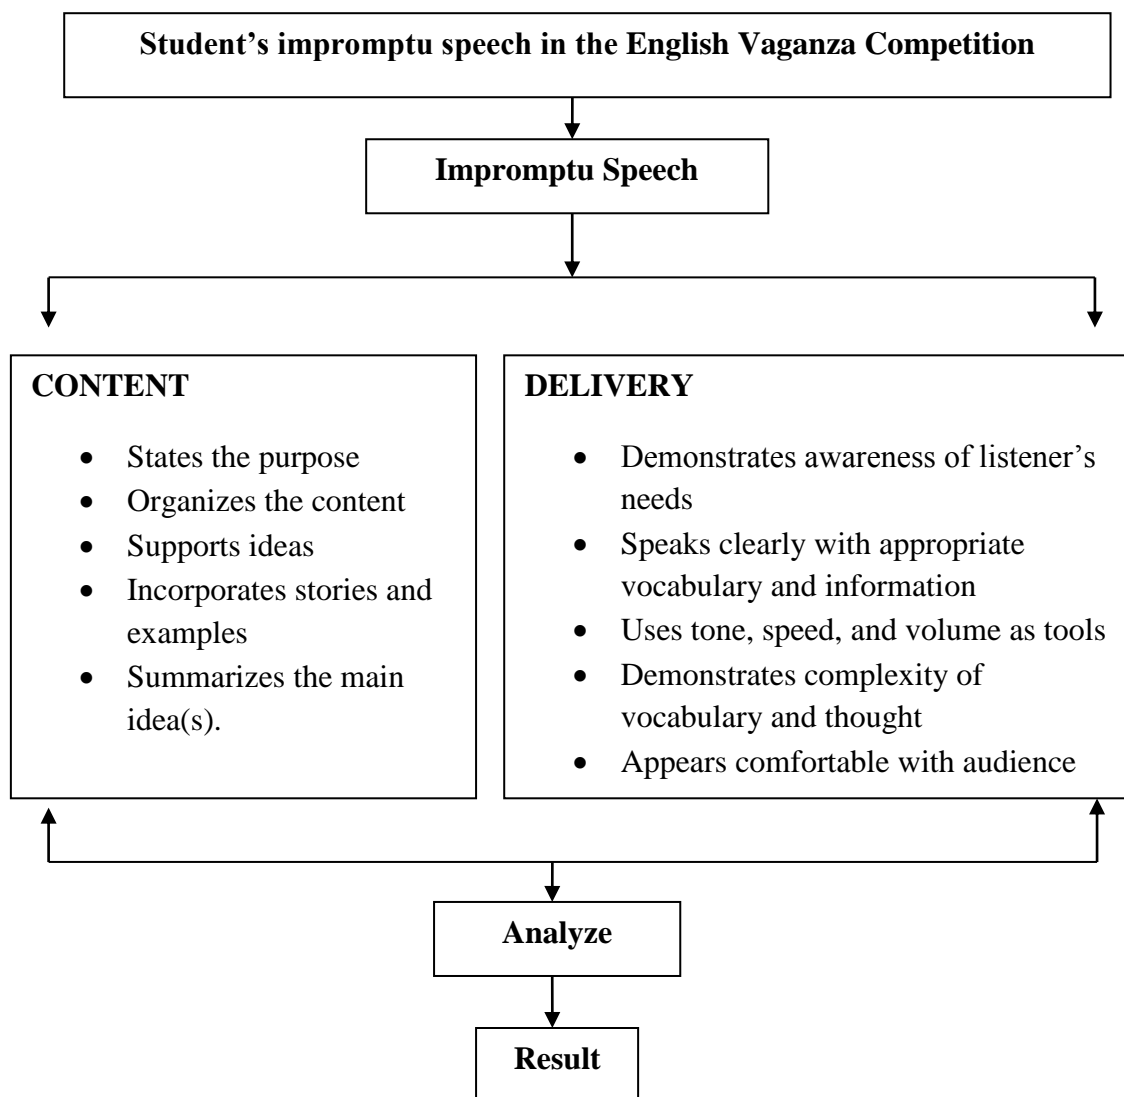 Student’s impromptu speech in the English Vaganza Competition
Impromptu Speech
CONTENT
• States the purpose
• Organizes the content
• Supports ideas
• Incorporates stories and
examples
• Summarizes the main
idea(s).
DELIVERY
• Demonstrates awareness of listener’s
needs
• Speaks clearly with appropriate
vocabulary and information
• Uses tone, speed, and volume as tools
• Demonstrates complexity of
vocabulary and thought
• Appears comfortable with audience
Analyze
Result